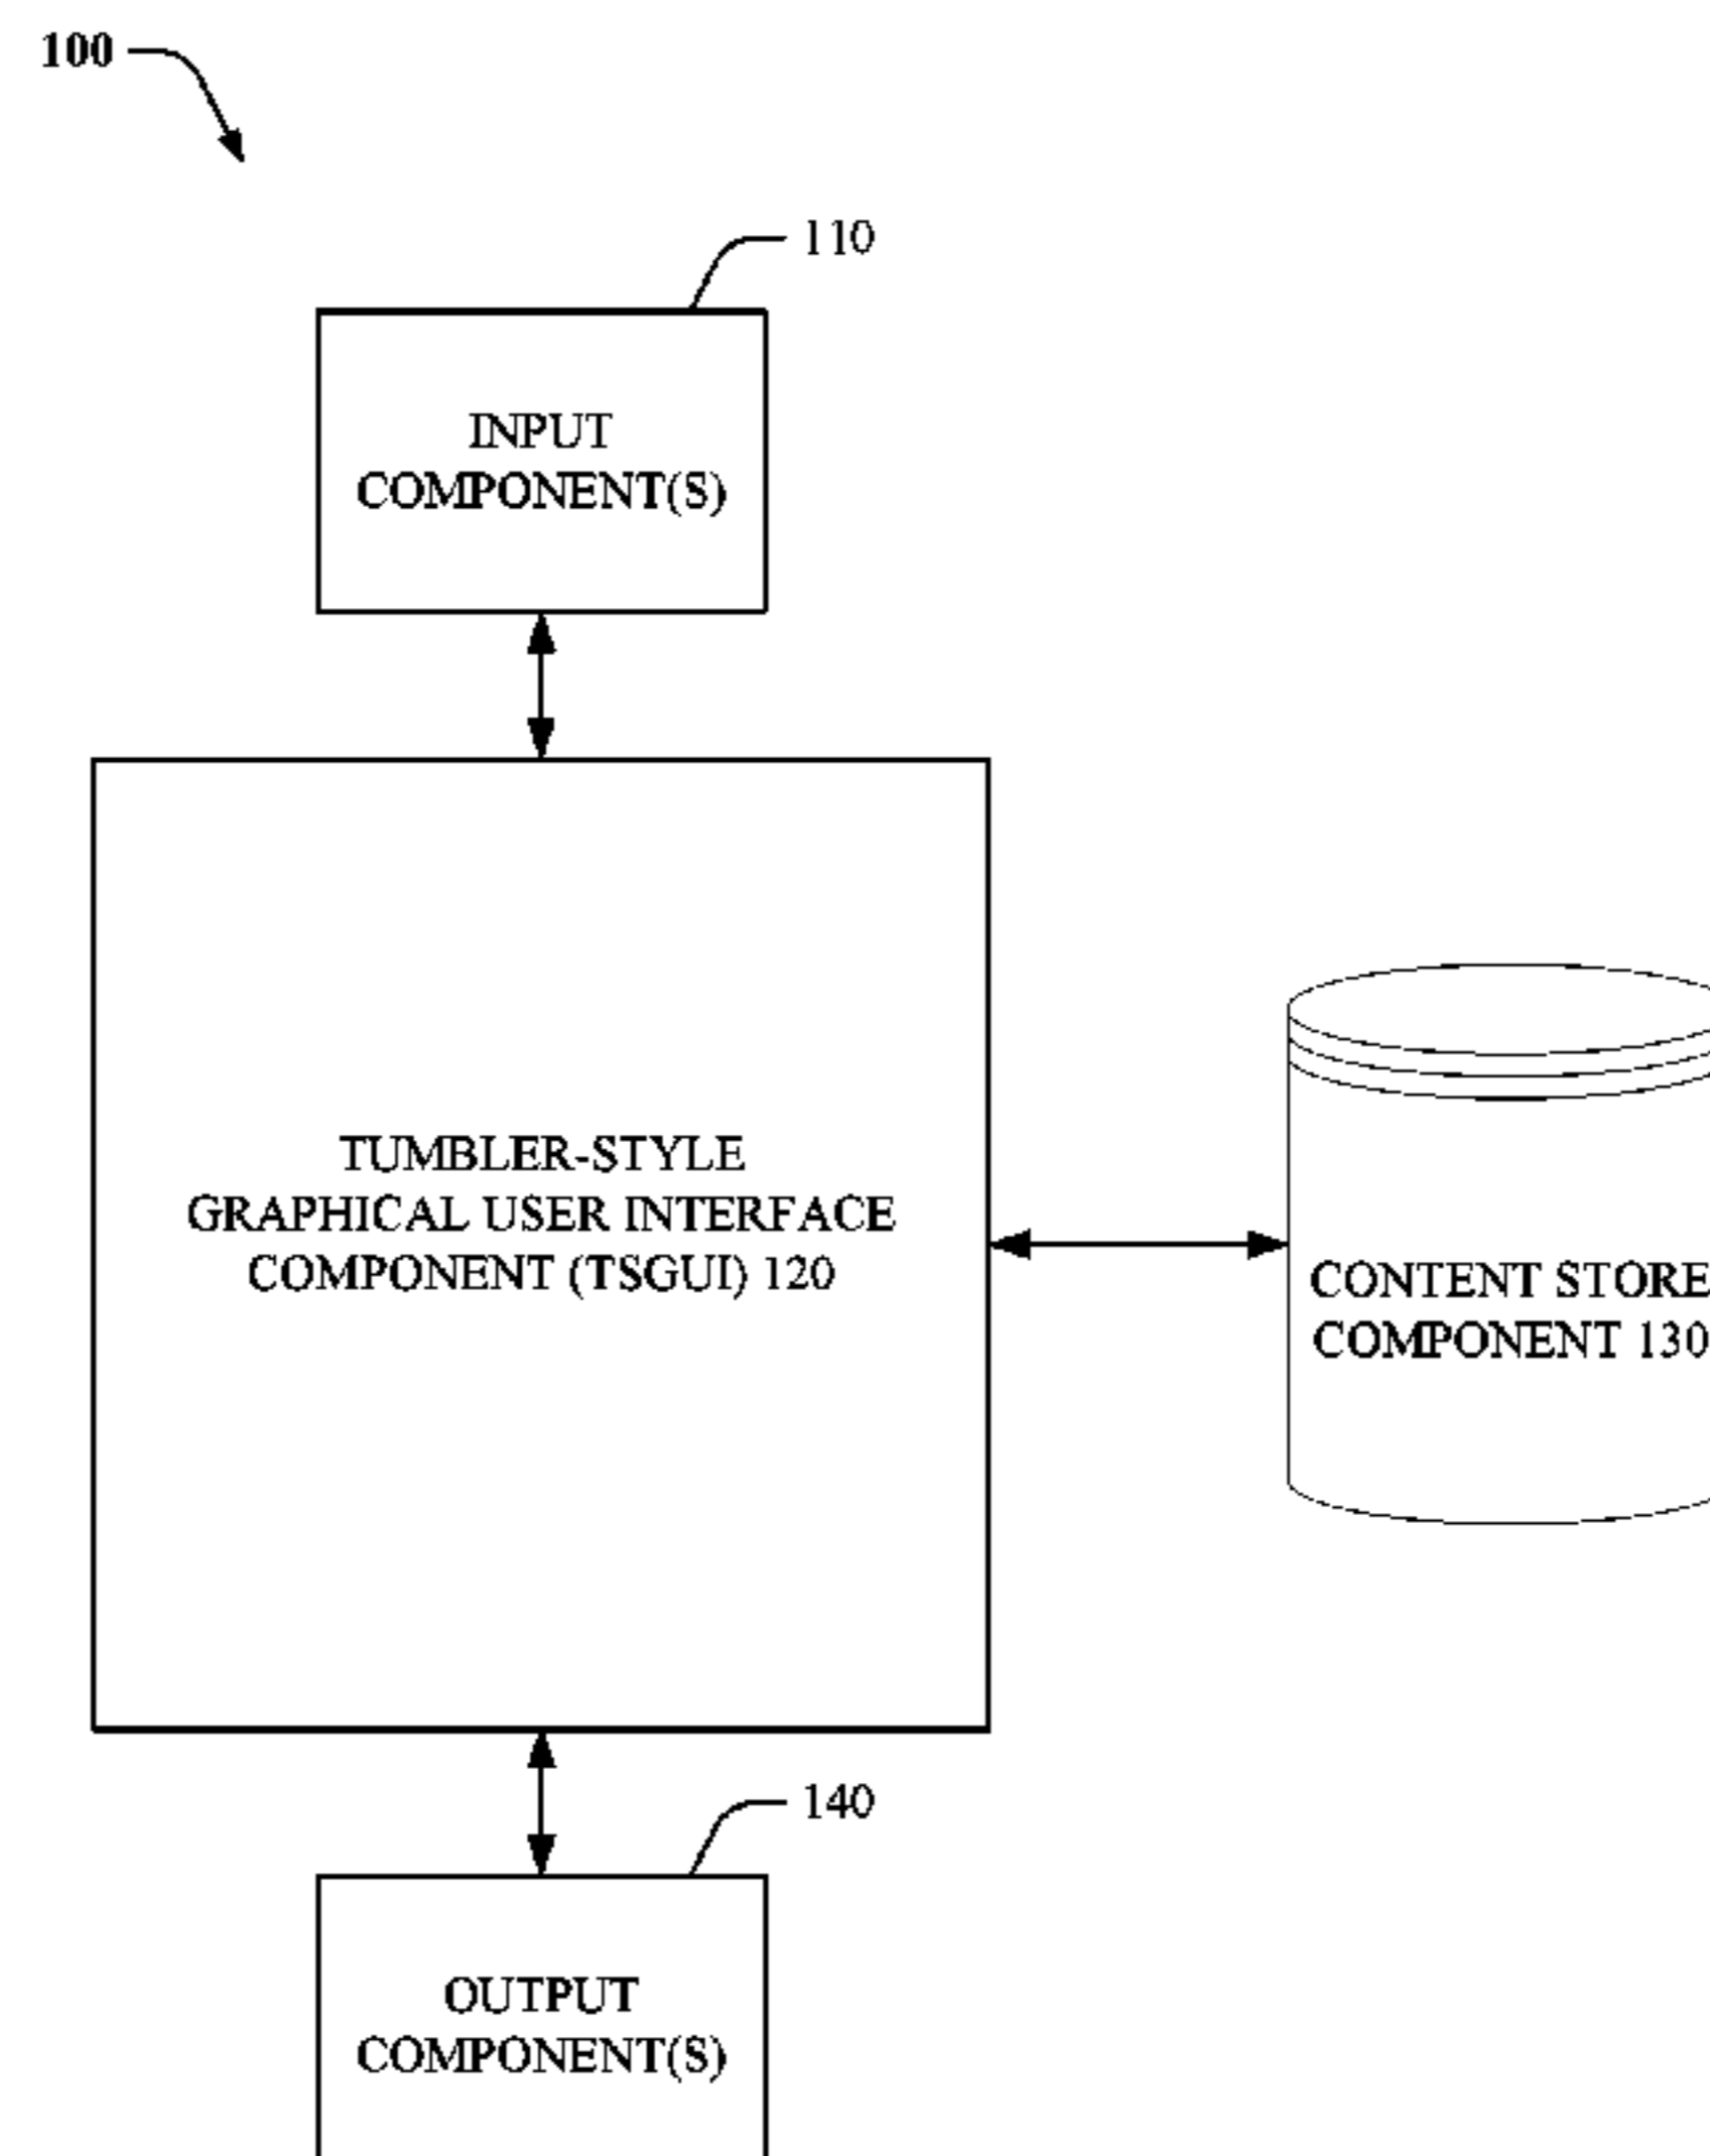 100
110
INPUT
COMPONENT(S)
TUMBLER-STYLE
GRAPHICAL USER INTERFACE
COMPONENT (TSGUI) 120
CONTENT STORE
COMPONENT 130
140
OUTPUT
COMPONENT(S)